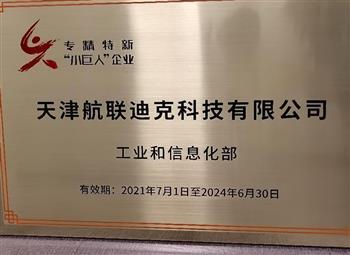 专精特新
“小巨人”企业
天津航联迪克科技有限公司
工业和信息化部
有效期：2021年7月1日至2024年6月30日